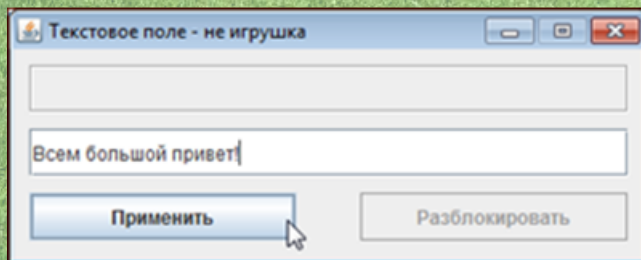 Текстовое поле - не игрушка
Всем большой привет!
Применить
Разблокировать